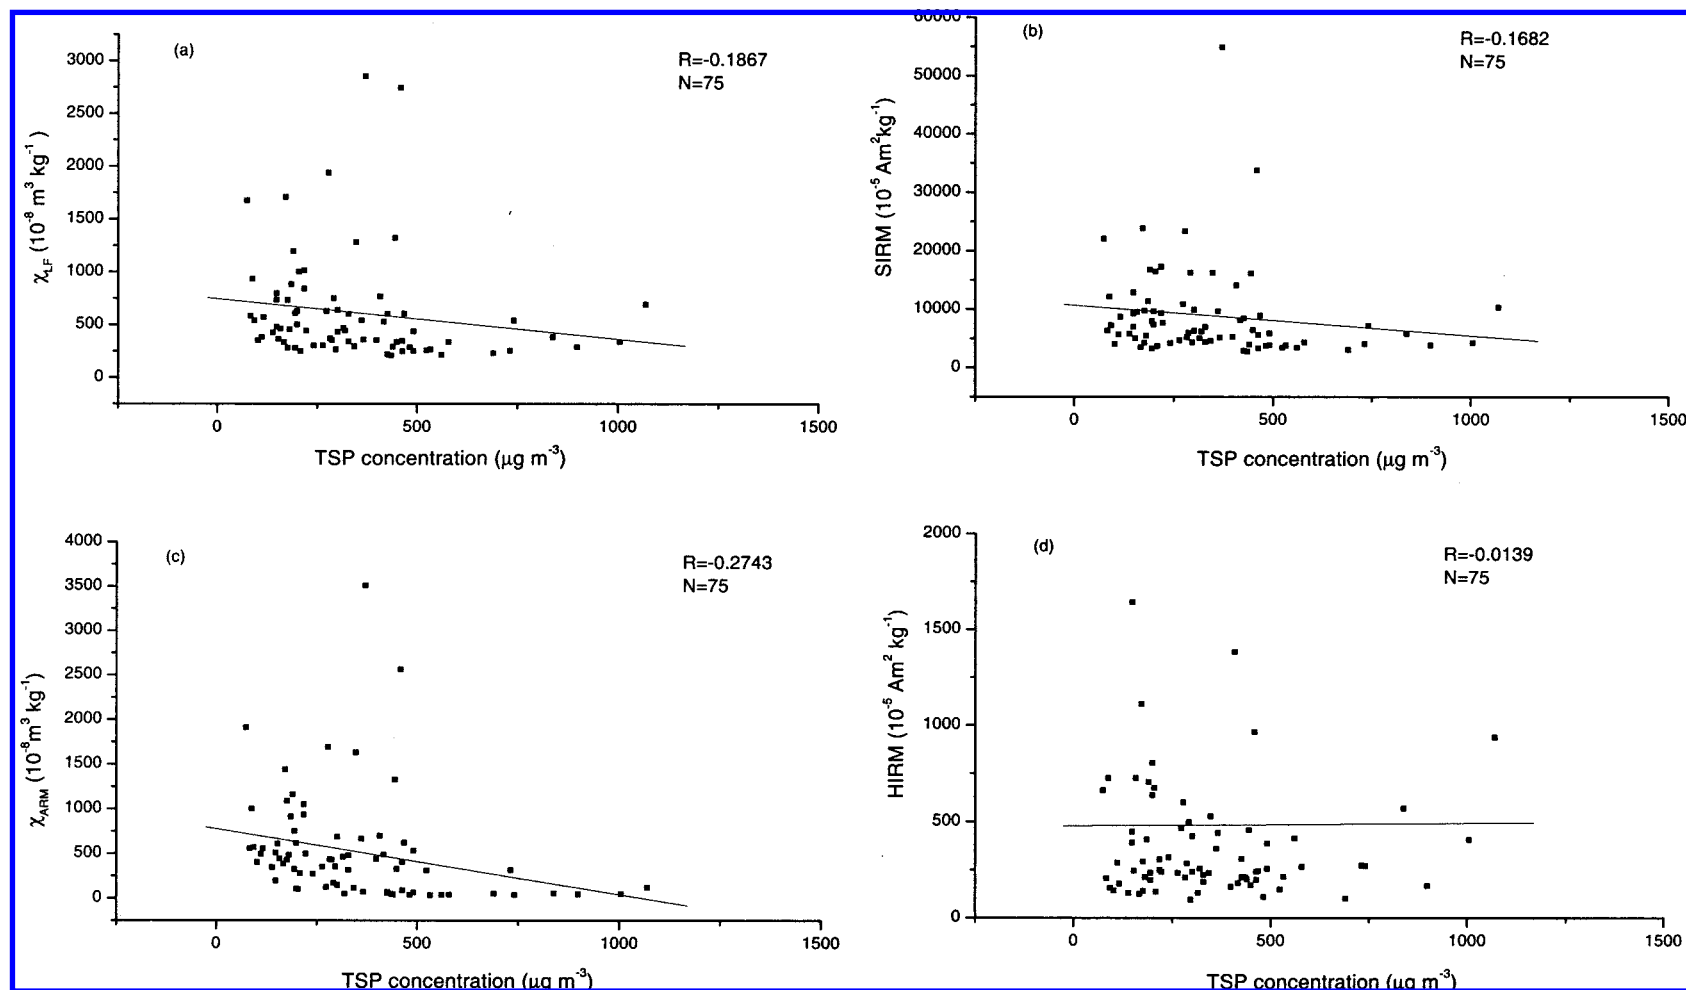 (a)
R=-0.1867
N=75
3000
2500
2000
1500
1000
500
0
χLF (10-8 m3 kg-1 )
0 500 1000 1500
TSP concentration (μg m-3)
(b)
R=-0.1682
N=75
60000
50000
40000
30000
20000
10000
0
SIRM (10-5 Am2kg-1)
0 500 1000 1500
TSP concentration (μg m-3)
(c)
R=-0.2743
N=75
4000
3500
3000
2500
2000
1500
1000
500
0
χARM (10-8m3 kg-1)
0 500 1000 1500
TSP concentration (μg m-3)
(d)
R=-0.0139
N=75
2000
1500
1000
500
0
HIRM (10-5 Am2 kg-1)
0 500 1000 1500
TSP concentration (μg m-3)